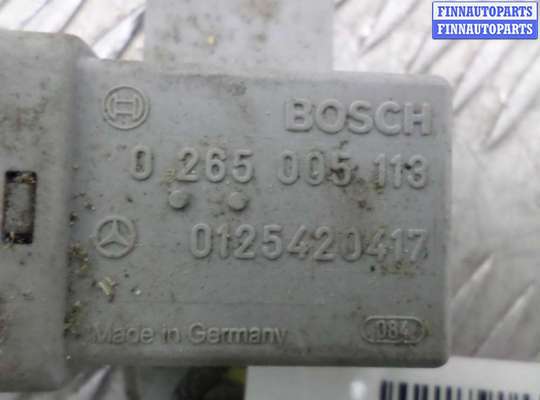 FINNAUTOPARTS
FINNAUTOPARTS
BOSCH
0 265 005 113
0125420417
Made in Germany
084